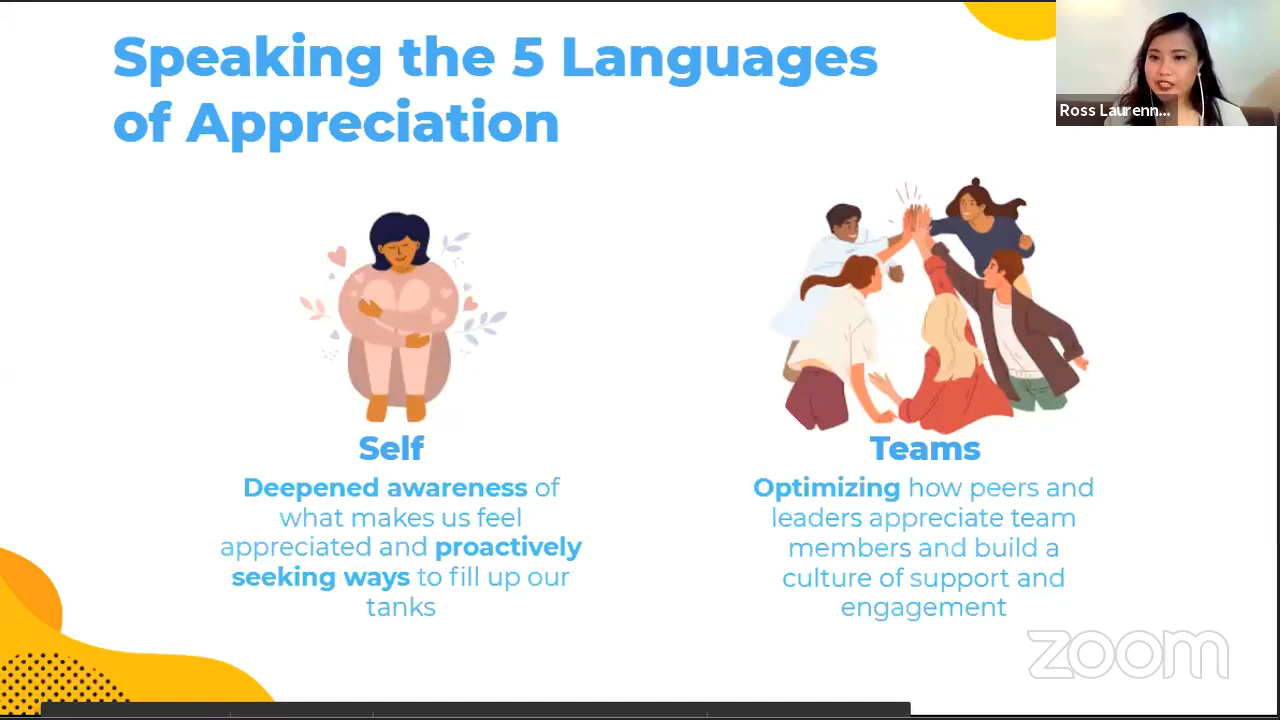 Speaking the 5 Languages
of Appreciation
Ross Laurenn...
Self
Deepened awareness of
what makes us feel
appreciated and proactively
seeking ways to fill up our
tanks
Teams
Optimizing how peers and
leaders appreciate team
members and build a
culture of support and
engagement
zoom